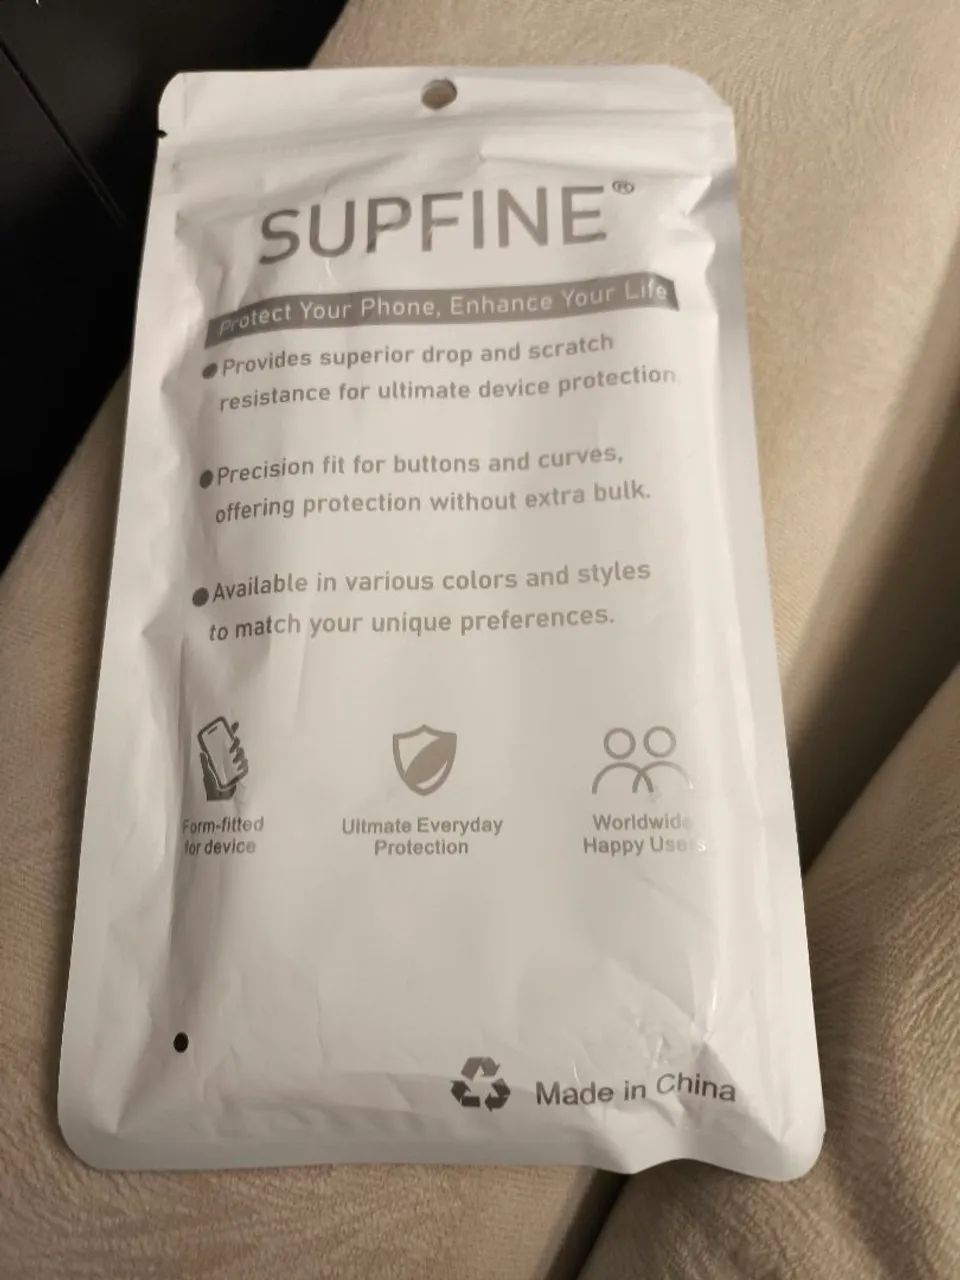 SUPFINE®
Protect Your Phone, Enhance Your Life
●Provides superior drop and scratch
resistance for ultimate device protection.
●Precision fit for buttons and curves,
offering protection without extra bulk.
●Available in various colors and styles
to match your unique preferences.
Form-fitted
for device
Ultmate Everyday
Protection
Worldwide
Happy Users
Made in China